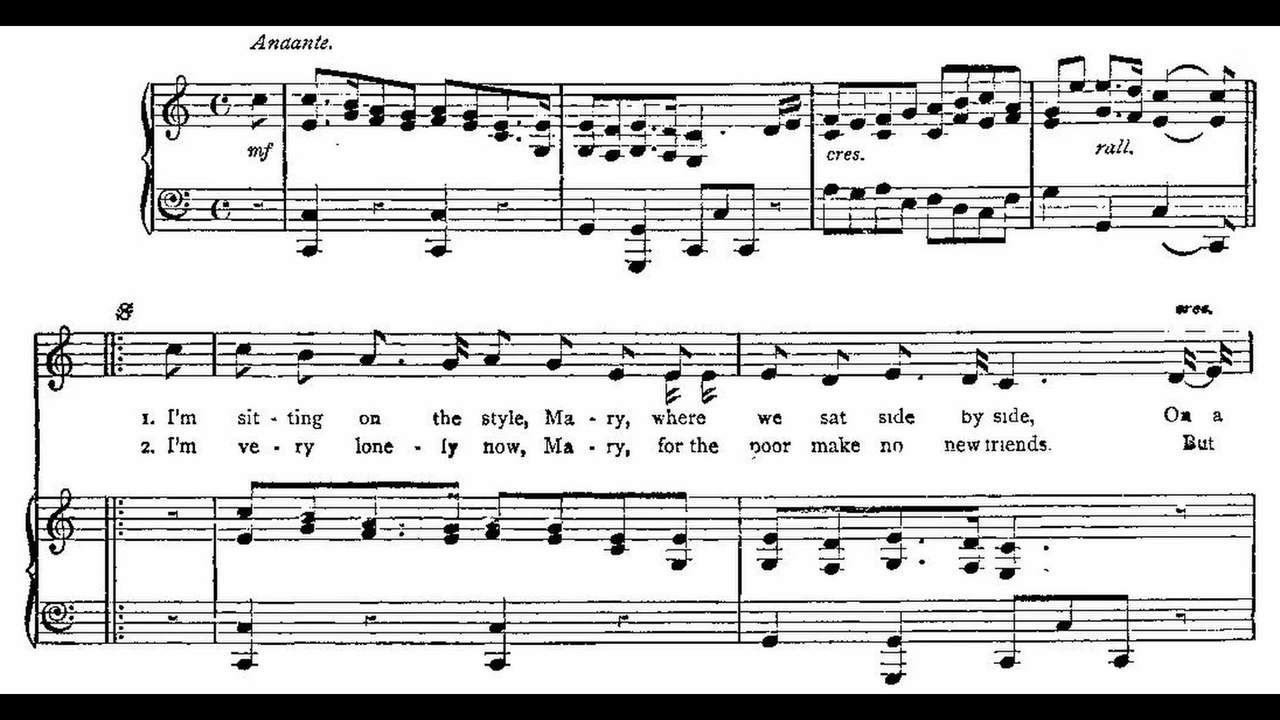 Andante.
mf
cres.
rall.
cres.
1. I'm sit - ting on the style, Ma - ry, where we sat side by side, On a
2. I'm ve - ry lone - ly now, Ma - ry, for the poor make no new friends. But